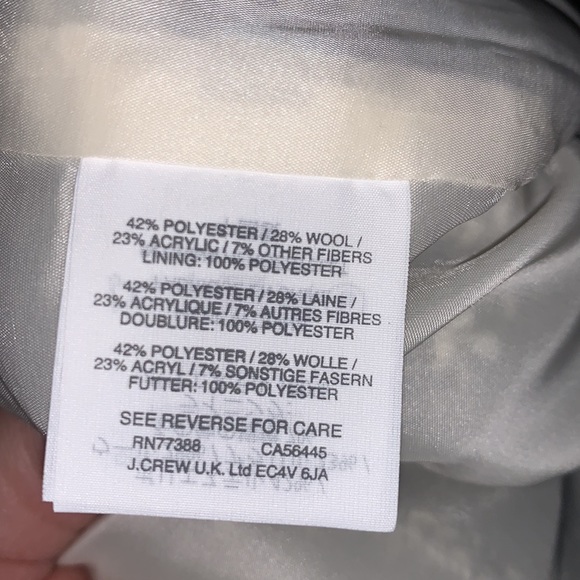 42% POLYESTER / 28% WOOL /
23% ACRYLIC / 7% OTHER FIBERS
LINING: 100% POLYESTER
42% POLYESTER / 28% LAINE /
23% ACRYLIQUE / 7% AUTRES FIBRES
DOUBLURE: 100% POLYESTER
42% POLYESTER / 28% WOLLE /
23% ACRYL / 7% SONSTIGE FASERN
FUTTER: 100% POLYESTER
SEE REVERSE FOR CARE
RN77388 CA56445
J.CREW U.K. Ltd EC4V 6JA